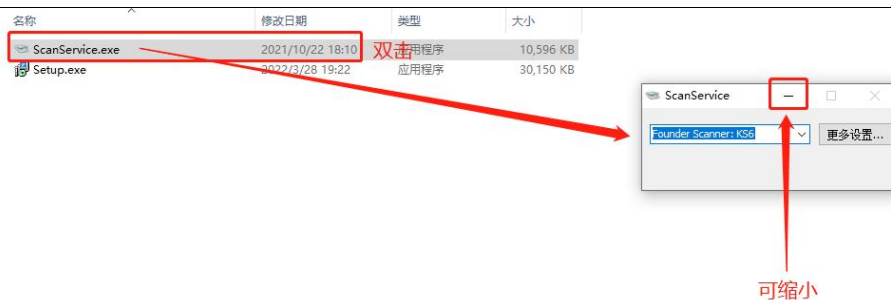 名称 修改日期 类型 大小
ScanService.exe 2021/10/22 18:10 双击 应用程序 10,596 KB
Setup.exe 2022/3/28 19:22 应用程序 30,150 KB
ScanService
Founder Scanner: KS6 更多设置...
可缩小